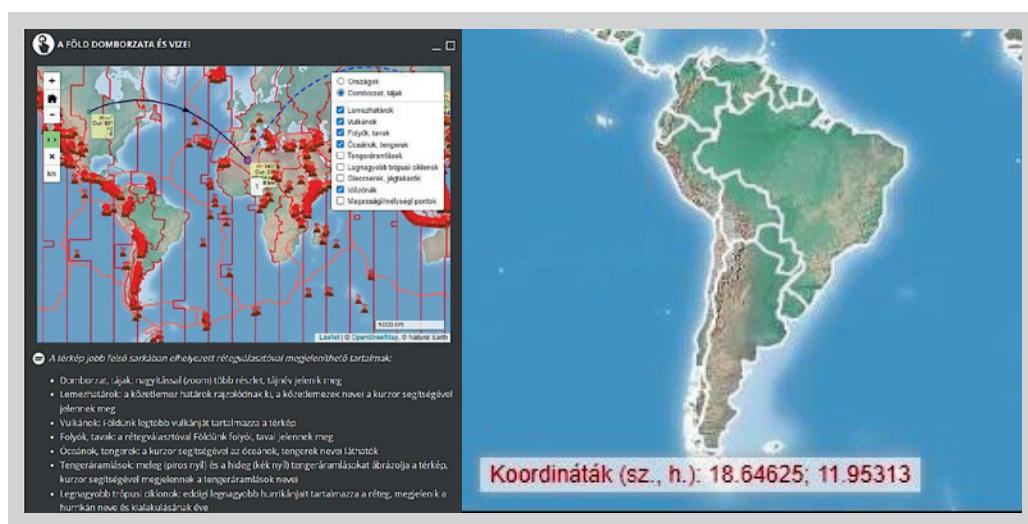 A FÖLD DOMBORZATA ÉS VIZEI
Országok
Domborzat, tájak
Lemezhatárok
Vulkánok
Folyók, tavak
Óceánok, tengerek
Tengeráramlások
Legnagyobb trópusi ciklonok
Gleccserek, jégtakarók
Időzónák
Magassági/mélységi pontok
km
5000 km
Leaflet | © OpenStreetMap, © Natural Earth
A térkép jobb felső sarkában elhelyezett rétegválasztóval megjeleníthető tartalmak:
• Domborzat, tájak: nagyítással (zoom) több részlet, tájnév jelenik meg
• Lemezhatárok: a kőzetlemez határok rajzolódnak ki, a kőzetlemezek nevei a kurzor segítségével
jelennek meg
• Vulkánok: Földünk legtöbb vulkánját tartalmazza a térkép
• Folyók, tavak: a rétegválasztóval Földünk folyói, tavai jelennek meg
• Óceánok, tengerek: a kurzor segítségével az óceánok, tengerek nevei láthatók
• Tengeráramlások: meleg (piros nyíl) és a hideg (kék nyíl) tengeráramlásokat ábrázolja a térkép,
kurzor segítségével megjelennek a tengeráramlások nevei
• Legnagyobb trópusi ciklonok: eddigi legnagyobb hurrikánjait tartalmazza a réteg, megjelenik a
hurrikán neve és kialakulásának éve
Koordináták (sz., h.): 18.64625; 11.95313